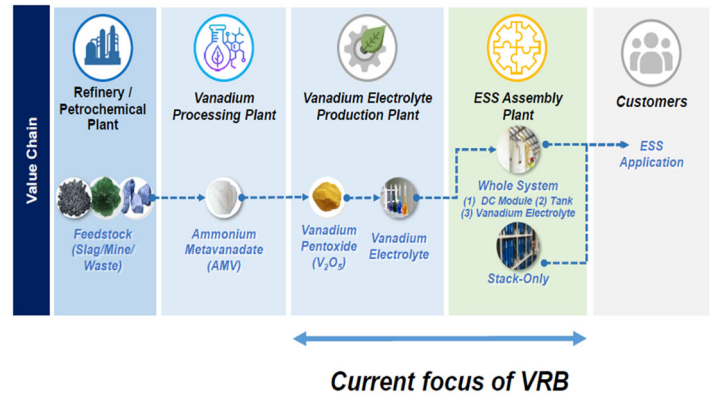 Value Chain
Refinery /
Petrochemical
Plant
Feedstock
(Slag/Mine/
Waste)
Vanadium
Processing Plant
Ammonium
Metavanadate
(AMV)
Vanadium Electrolyte
Production Plant
Vanadium
Pentoxide
(V₂O₅)
Vanadium
Electrolyte
ESS Assembly
Plant
Whole System
(1) DC Module (2) Tank
(3) Vanadium Electrolyte
Stack-Only
Customers
ESS
Application
Current focus of VRB